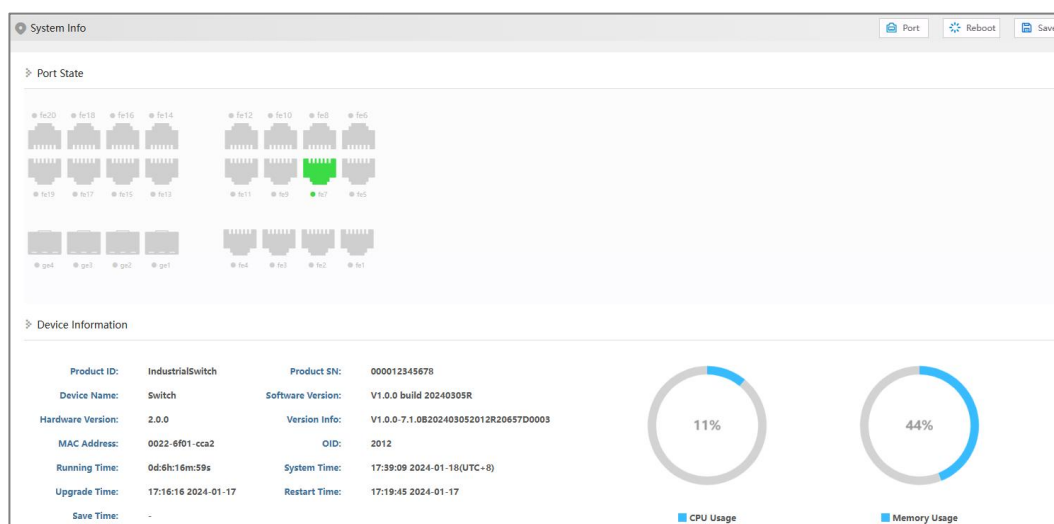 System Info Port Reboot Save
Port State
fe20 fe18 fe16 fe14 fe12 fe10 fe8 fe6
fe19 fe17 fe15 fe13 fe11 fe9 fe7 fe5
ge4 ge3 ge2 ge1 fe4 fe3 fe2 fe1
Device Information
Product ID: IndustrialSwitch Product SN: 000012345678
Device Name: Switch Software Version: V1.0.0 build 20240305R
Hardware Version: 2.0.0 Version Info: V1.0.0-7.1.0B202403052012R20657D0003
MAC Address: 0022-6f01-cca2 OID: 2012
Running Time: 0d:6h:16m:59s System Time: 17:39:09 2024-01-18(UTC+8)
Upgrade Time: 17:16:16 2024-01-17 Restart Time: 17:19:45 2024-01-17
Save Time: -
11% 44%
CPU Usage Memory Usage